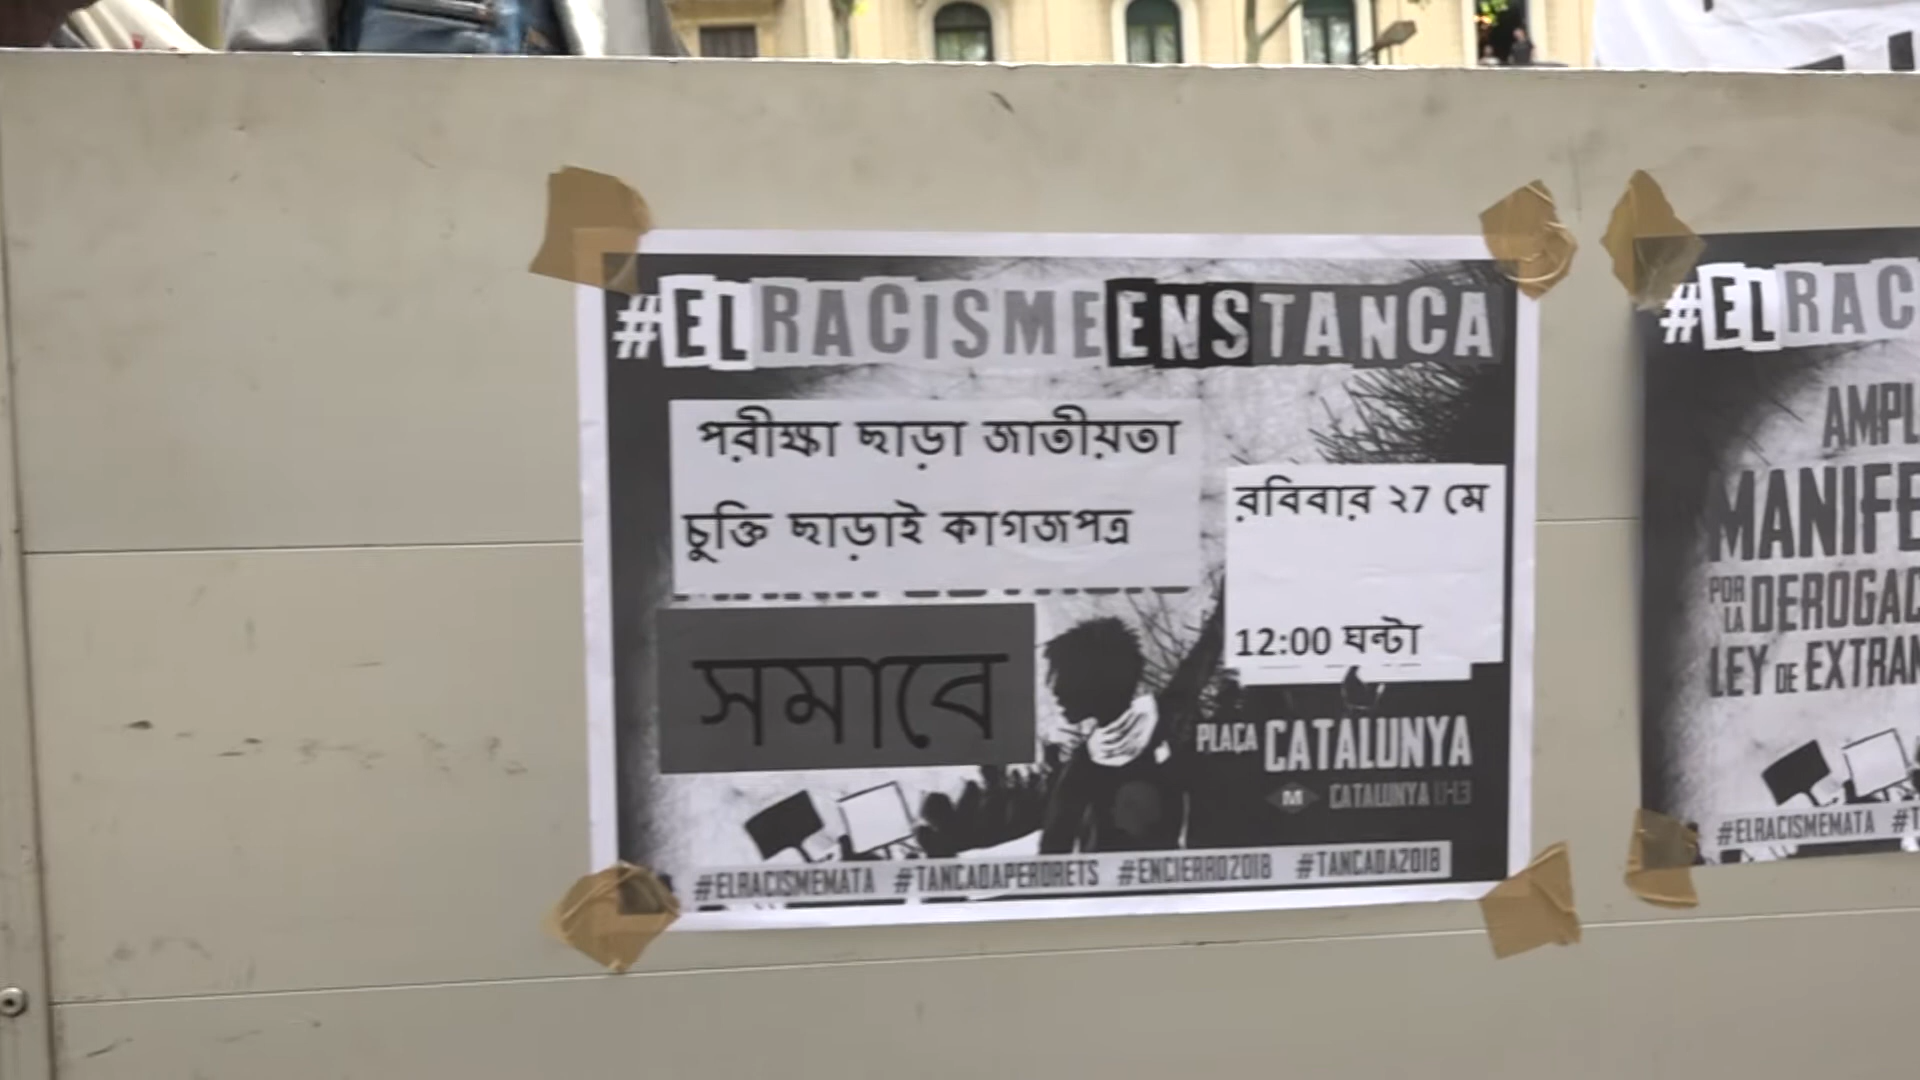 #ELRACISMEENSTANCA
পরীক্ষা ছাড়া জাতীয়তা
চুক্তি ছাড়াই কাগজপত্র
সমাবে
রবিবার ২7 মে
12:00 ঘন্টা
PLAÇA CATALUNYA
M CATALUNYA
#ELRACISMEMATA #TANCADAPERDRETS #ENCIERRO2018 #TANCADA2018
#ELRAC
AMPL
MANIFE
POR LA DEROGAC
LEY DE EXTRAN
#ELRACISMEMATA #T